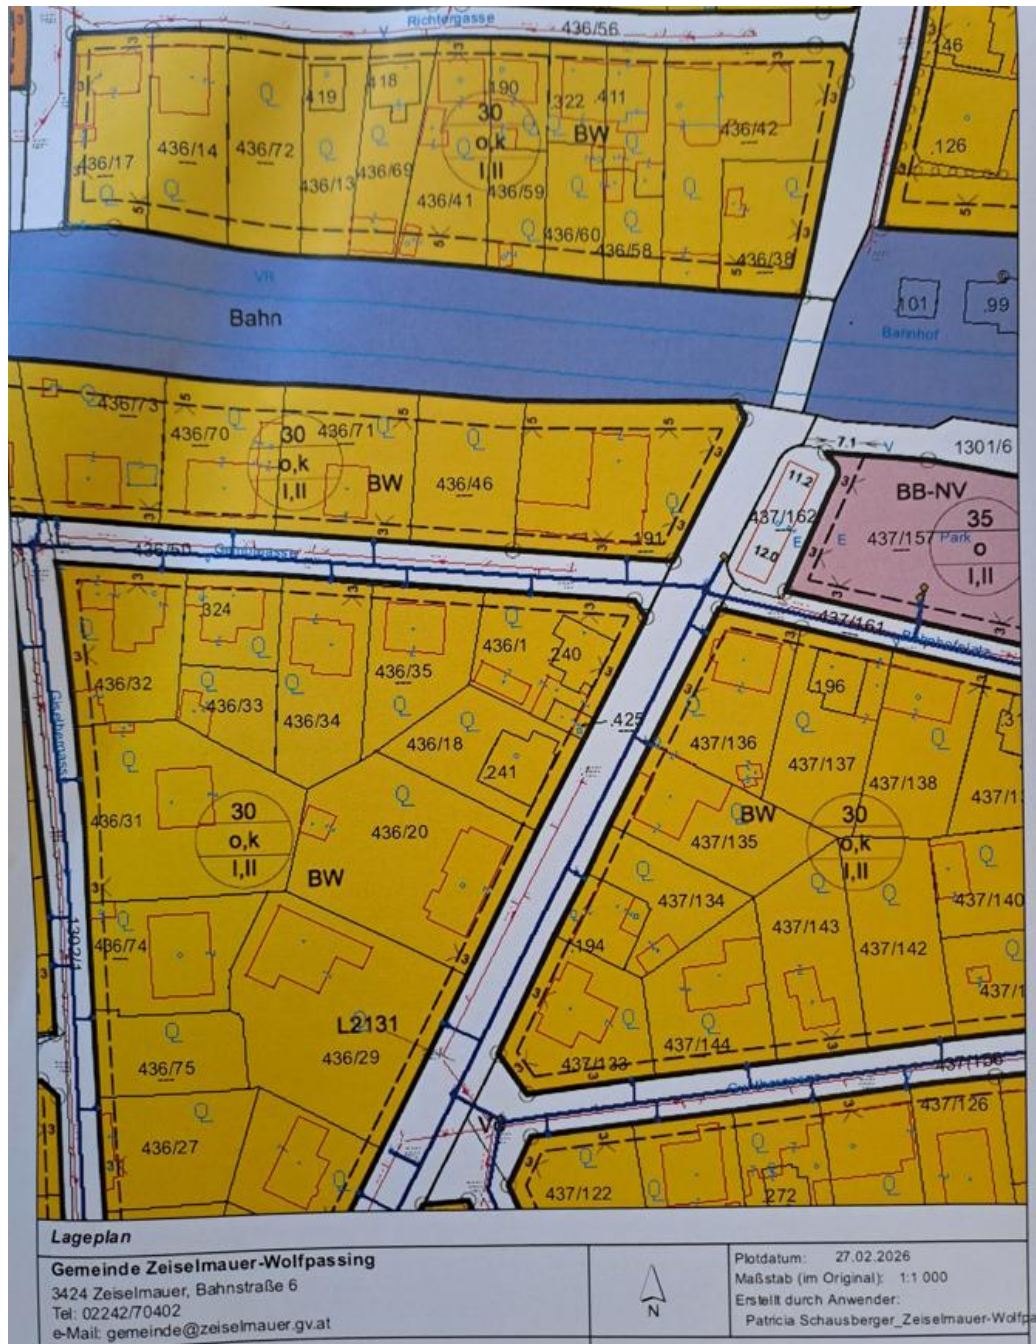 Richtergasse
436/56
.46
.418
.419
.190
.322
.411
30
o,k
I,II
BW
436/42
.126
436/17
436/14
436/72
436/13
436/69
436/41
436/59
436/60
436/58
436/38
VR
Bahn
.101
.99
Bahnhof
436/73
436/70
30
o,k
I,II
436/71
BW
436/46
.191
7.1
V
1301/6
11.2
437/162
12.0
E
E
BB-NV
437/157
Park
35
o
I,II
436/50
437/161
Bahnhofplatz
.324
436/1
.240
436/32
436/33
436/34
436/35
436/18
.241
.425
.196
437/136
437/137
437/138
436/31
30
o,k
I,II
BW
436/20
437/135
BW
30
o,k
I,II
437/134
.194
437/143
437/142
437/140
436/74
1302/1
L2131
436/29
436/75
436/27
437/133
437/144
437/156
437/126
V
437/122
.272
Lageplan
Gemeinde Zeiselmauer-Wolfpassing
3424 Zeiselmauer, Bahnstraße 6
Tel: 02242/70402
e-Mail: gemeinde@zeiselmauer.gv.at
N
Plotdatum: 27.02.2026
Maßstab (im Original): 1:1 000
Erstellt durch Anwender:
Patricia Schausberger_Zeiselmauer-Wolfp